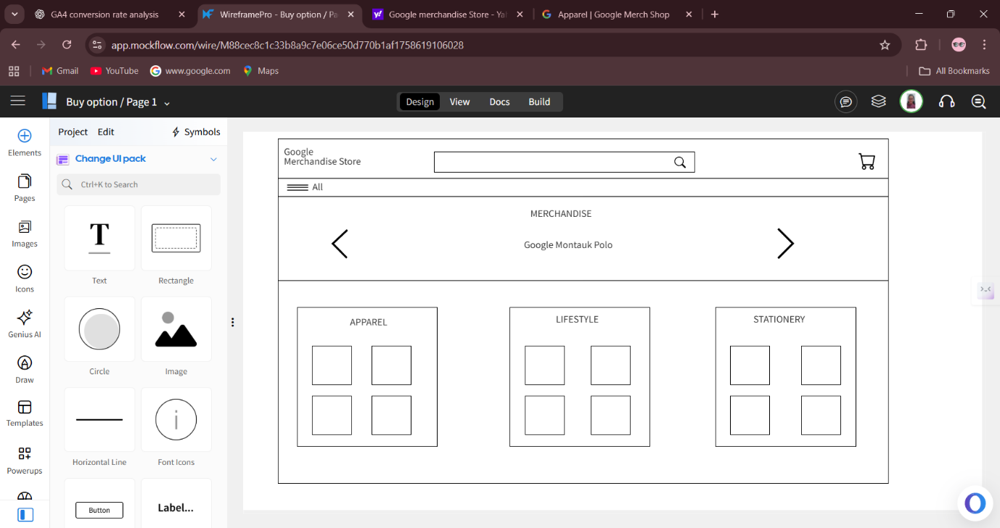 GA4 conversion rate analysis
WireframePro - Buy option / Pa
Google merchandise Store - Yal
Apparel | Google Merch Shop
app.mockflow.com/wire/M88cec8c1c33b8a9c7e06ce50d770b1af1758619106028
Gmail
YouTube
www.google.com
Maps
All Bookmarks
Buy option / Page 1
Design
View
Docs
Build
Elements
Pages
Images
Icons
Genius AI
Draw
Templates
Powerups
Project
Edit
Symbols
Change UI pack
Ctrl+K to Search
T
Text
Rectangle
Circle
Image
Horizontal Line
i
Font Icons
Button
Label...
Google
Merchandise Store
All
MERCHANDISE
Google Montauk Polo
APPAREL
LIFESTYLE
STATIONERY